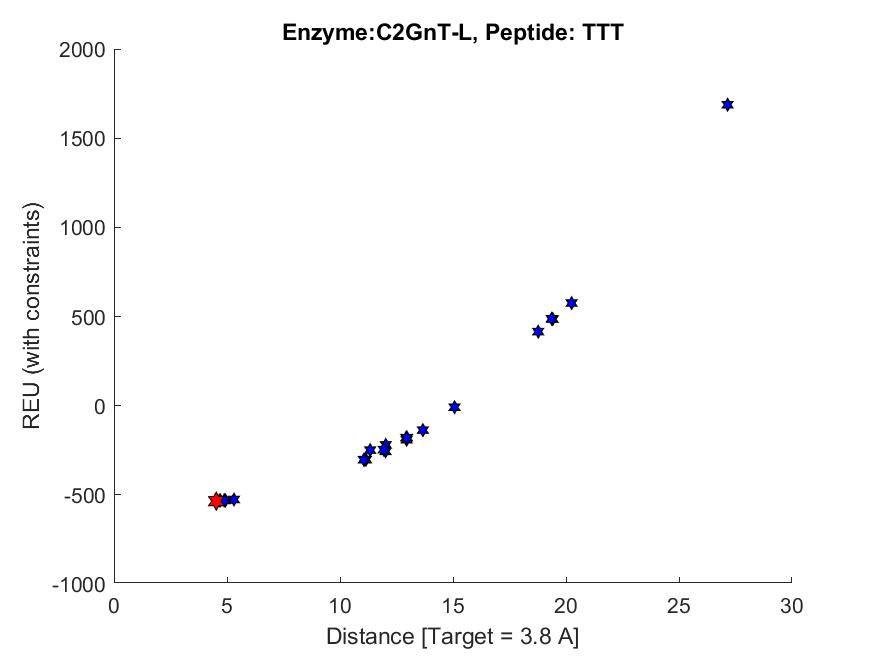 Enzyme:C2GnT-L, Peptide: TTT
2000
1500
1000
500
0
-500
-1000
REU (with constraints)
0 5 10 15 20 25 30
Distance [Target = 3.8 A]